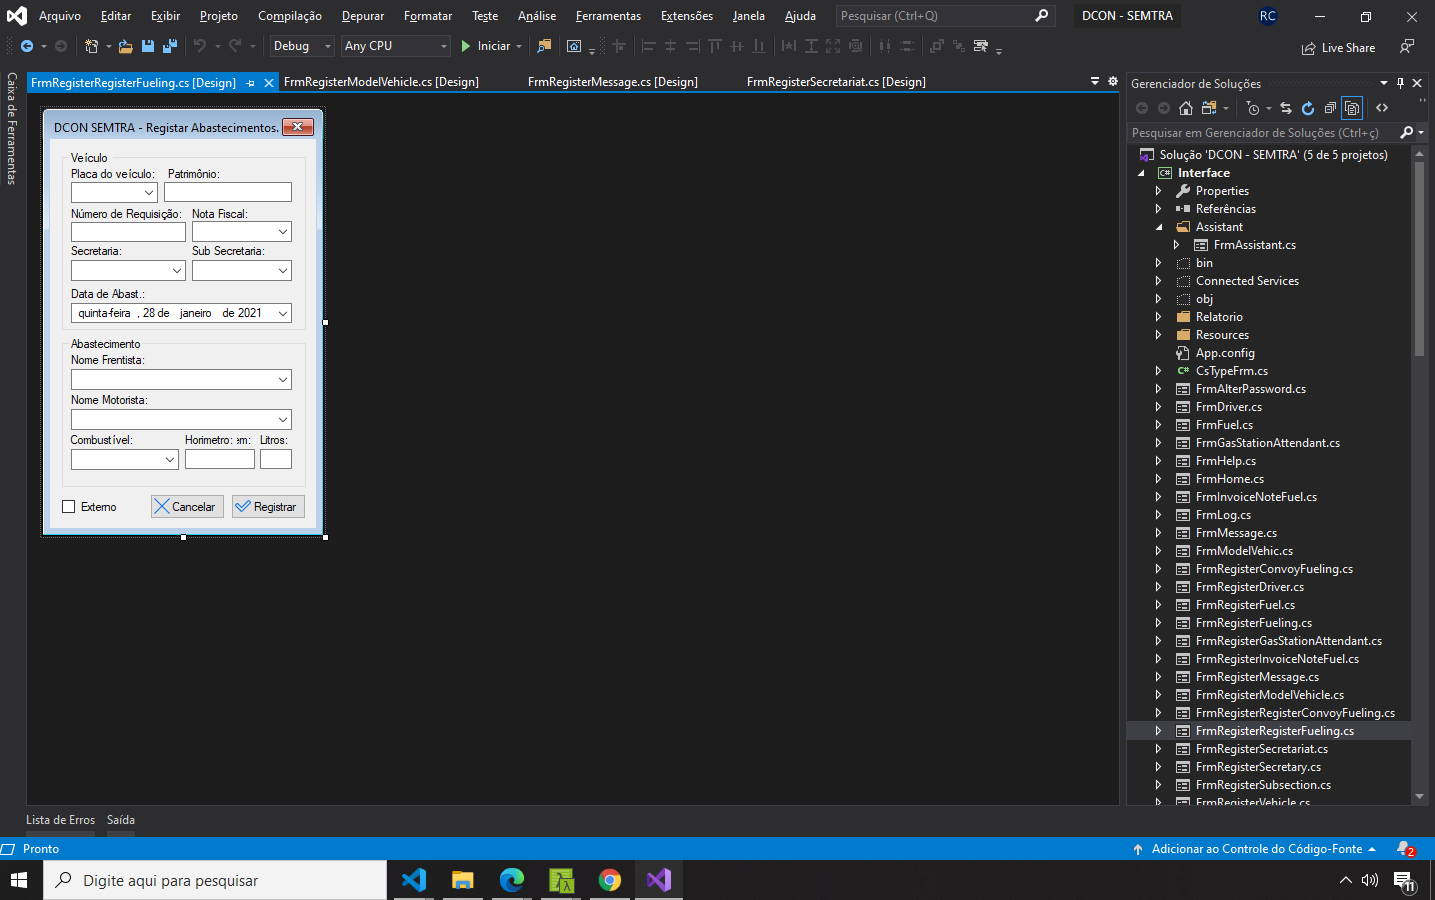 Arquivo Editar Exibir Projeto Compilação Depurar Formatar Teste Análise Ferramentas Extensões Janela Ajuda Pesquisar (Ctrl+Q) DCON - SEMTRA RC
Debug Any CPU Iniciar Live Share
Caixa de Ferramentas
FrmRegisterRegisterFueling.cs [Design] FrmRegisterModelVehicle.cs [Design] FrmRegisterMessage.cs [Design] FrmRegisterSecretariat.cs [Design]
DCON SEMTRA - Registar Abastecimentos.
Veículo
Placa do veículo: Patrimônio:
Número de Requisição: Nota Fiscal:
Secretaria: Sub Secretaria:
Data de Abast.:
quinta-feira , 28 de janeiro de 2021
Abastecimento
Nome Frentista:
Nome Motorista:
Combustível: Horimetro: em: Litros:
Externo Cancelar Registrar
Gerenciador de Soluções
Pesquisar em Gerenciador de Soluções (Ctrl+ç)
Solução 'DCON - SEMTRA' (5 de 5 projetos)
Interface
Properties
Referências
Assistant
FrmAssistant.cs
bin
Connected Services
obj
Relatorio
Resources
App.config
CsTypeFrm.cs
FrmAlterPassword.cs
FrmDriver.cs
FrmFuel.cs
FrmGasStationAttendant.cs
FrmHelp.cs
FrmHome.cs
FrmInvoiceNoteFuel.cs
FrmLog.cs
FrmMessage.cs
FrmModelVehic.cs
FrmRegisterConvoyFueling.cs
FrmRegisterDriver.cs
FrmRegisterFuel.cs
FrmRegisterFueling.cs
FrmRegisterGasStationAttendant.cs
FrmRegisterInvoiceNoteFuel.cs
FrmRegisterMessage.cs
FrmRegisterModelVehicle.cs
FrmRegisterRegisterConvoyFueling.cs
FrmRegisterRegisterFueling.cs
FrmRegisterSecretariat.cs
FrmRegisterSecretary.cs
FrmRegisterSubsection.cs
FrmRegisterVehicle.cs
Lista de Erros Saída
Pronto Adicionar ao Controle do Código-Fonte 2
Digite aqui para pesquisar 11